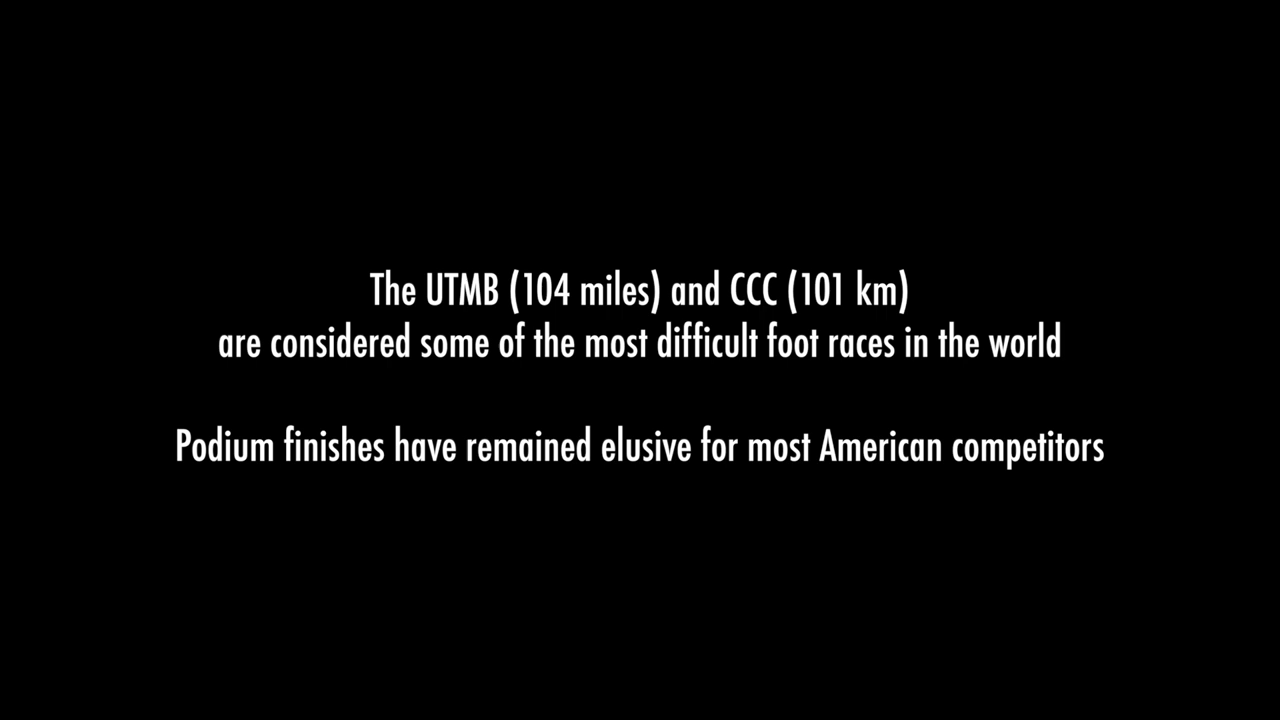 The UTMB (104 miles) and CCC (101 km)
are considered some of the most difficult foot races in the world
Podium finishes have remained elusive for most American competitors